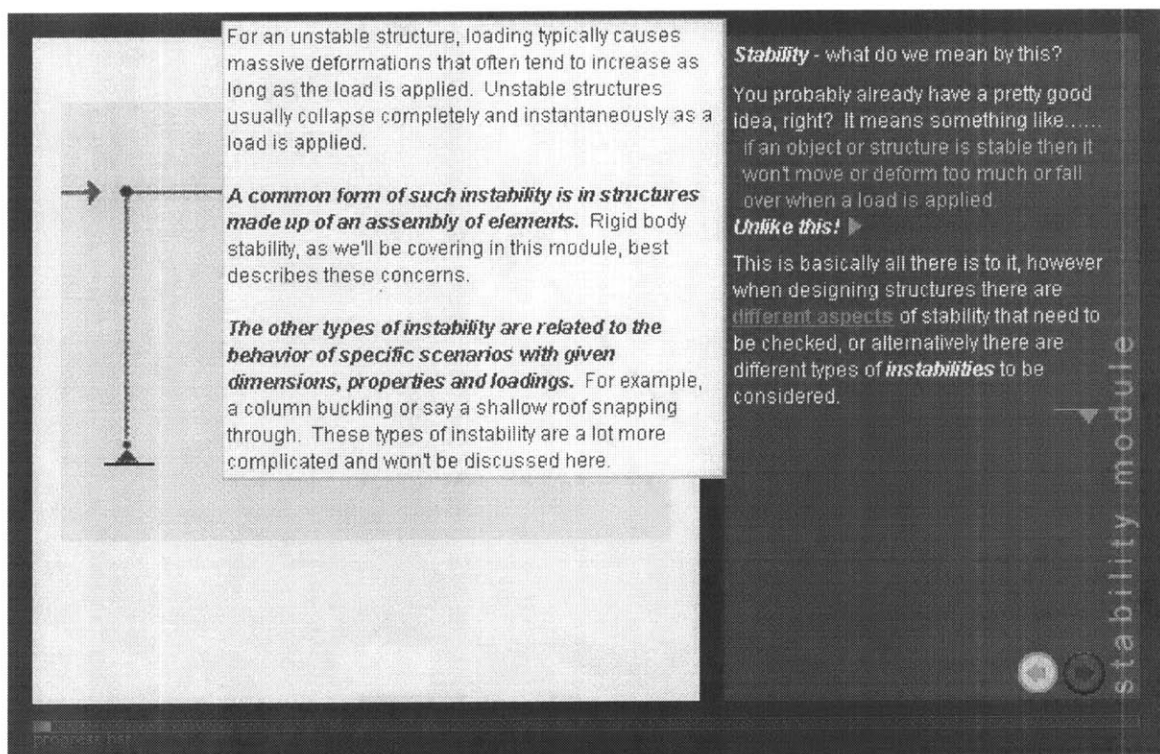 For an unstable structure, loading typically causes
massive deformations that often tend to increase as
long as the load is applied. Unstable structures
usually collapse completely and instantaneously as a
load is applied.
A common form of such instability is in structures
made up of an assembly of elements. Rigid body
stability, as we'll be covering in this module, best
describes these concerns.
The other types of instability are related to the
behavior of specific scenarios with given
dimensions, properties and loadings. For example,
a column buckling or say a shallow roof snapping
through. These types of instability are a lot more
complicated and won't be discussed here.
Stability - what do we mean by this?
You probably already have a pretty good
idea, right? It means something like......
if an object or structure is stable then it
won't move or deform too much or fall
over when a load is applied.
Unlike this!
This is basically all there is to it, however
when designing structures there are
different aspects of stability that need to
be checked, or alternatively there are
different types of instabilities to be
considered.
stability module
progress bar